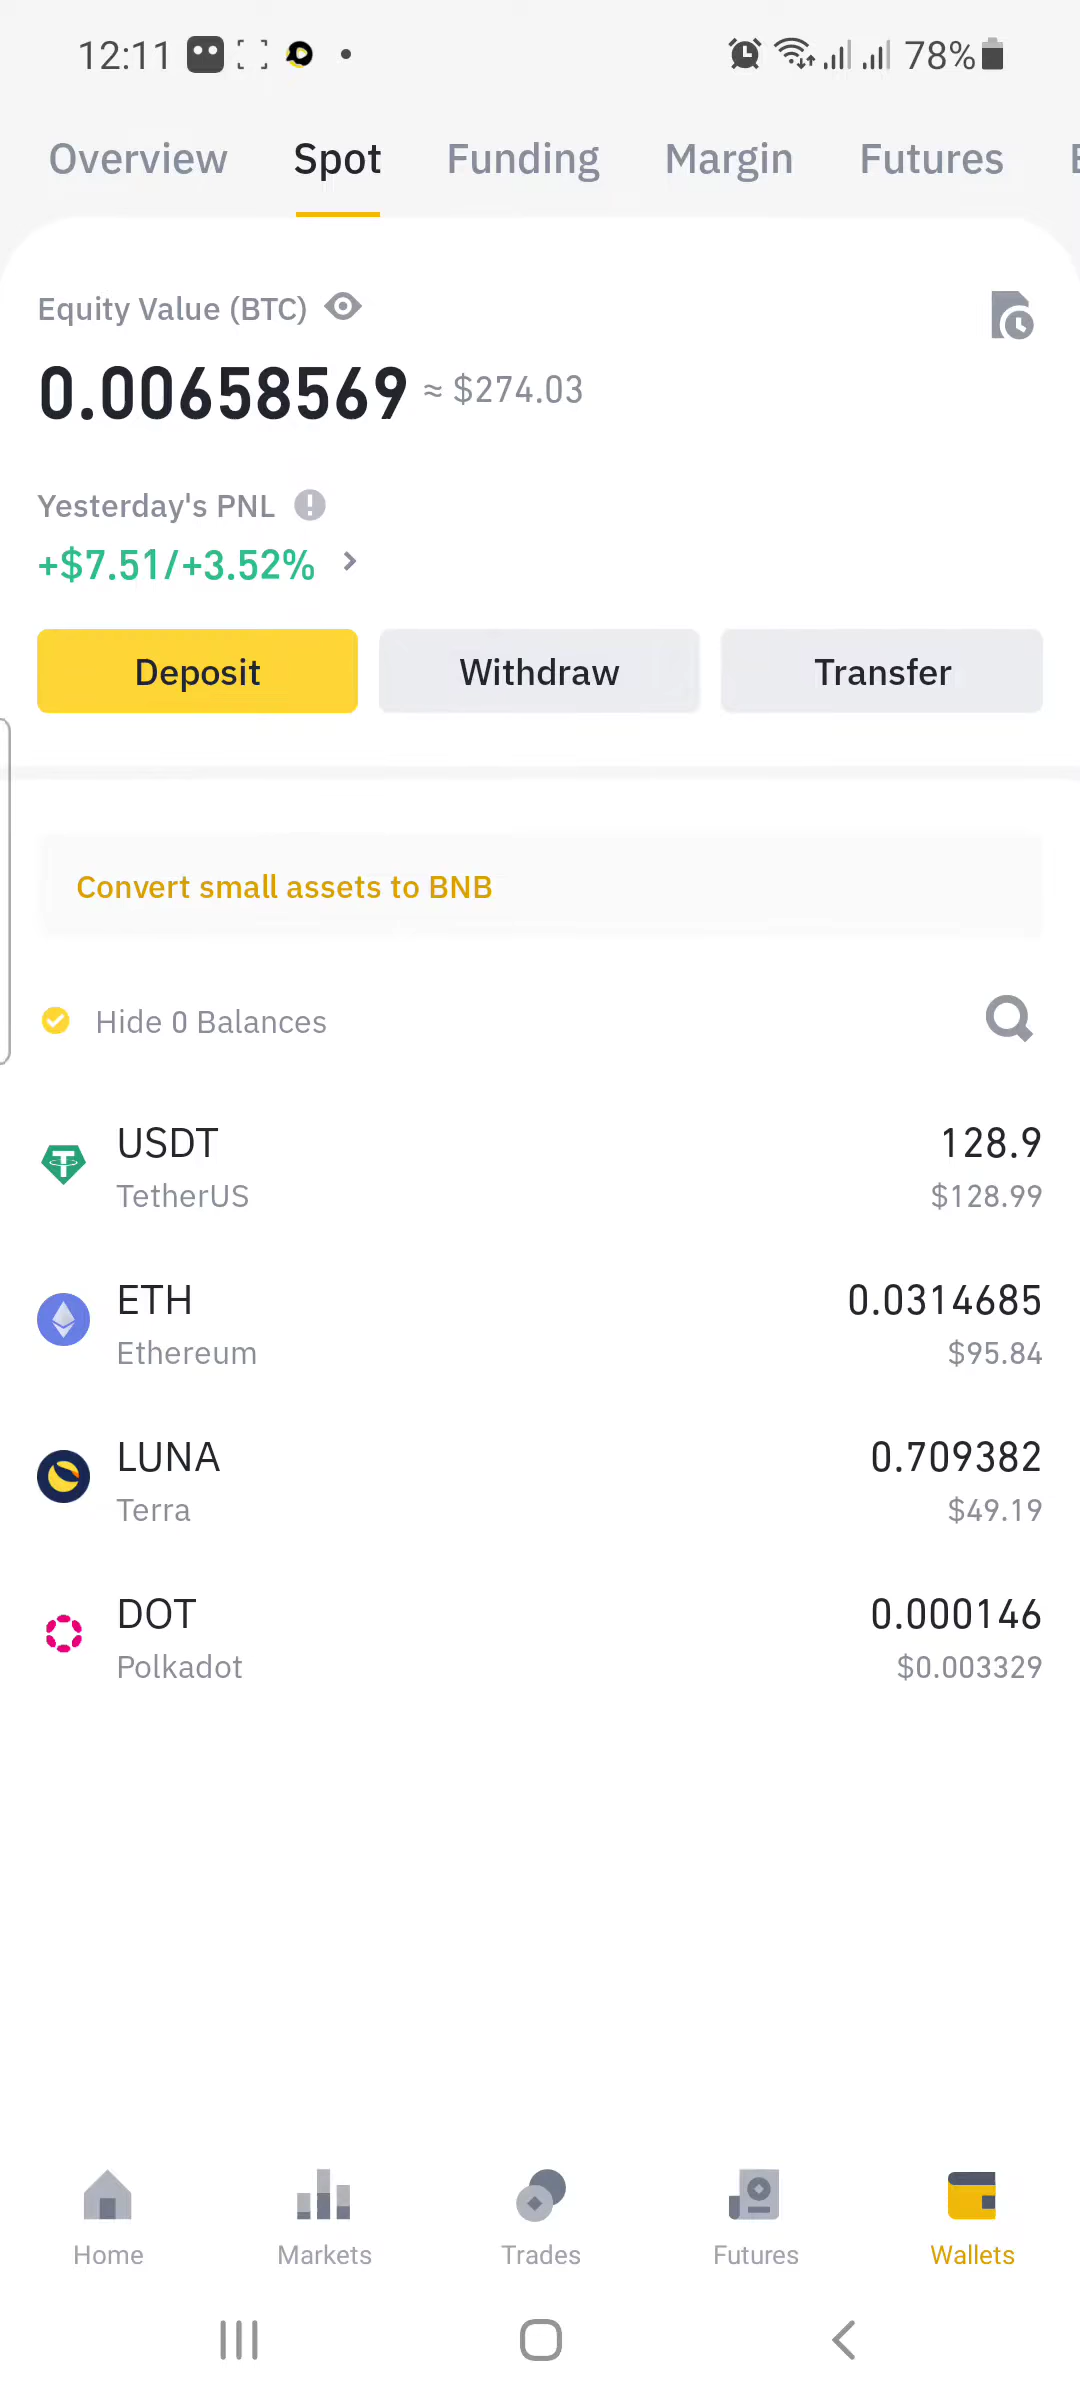 12:11 78%
Overview Spot Funding Margin Futures
Equity Value (BTC)
0.00658569 ≈ $274.03
Yesterday's PNL
+$7.51/+3.52%
Deposit Withdraw Transfer
Convert small assets to BNB
Hide 0 Balances
USDT 128.9
TetherUS $128.99
ETH 0.0314685
Ethereum $95.84
LUNA 0.709382
Terra $49.19
DOT 0.000146
Polkadot $0.003329
Home Markets Trades Futures Wallets